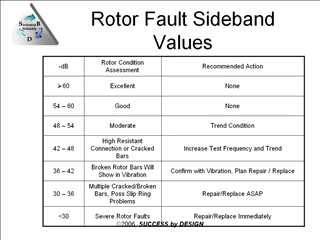 Rotor Fault Sideband
Values
-dB
Rotor Condition
Assessment
Recommended Action
>60
Excellent
None
54 – 60
Good
None
48 – 54
Moderate
Trend Condition
42 – 48
High Resistant
Connection or Cracked
Bars
Increase Test Frequency and Trend
36 – 42
Broken Rotor Bars Will
Show in Vibration
Confirm with Vibration, Plan Repair / Replace
30 – 36
Multiple Cracked/Broken
Bars, Poss Slip Ring
Problems
Repair/Replace ASAP
<30
Severe Rotor Faults
Repair/Replace Immediately
©2006 SUCCESS by DESIGN